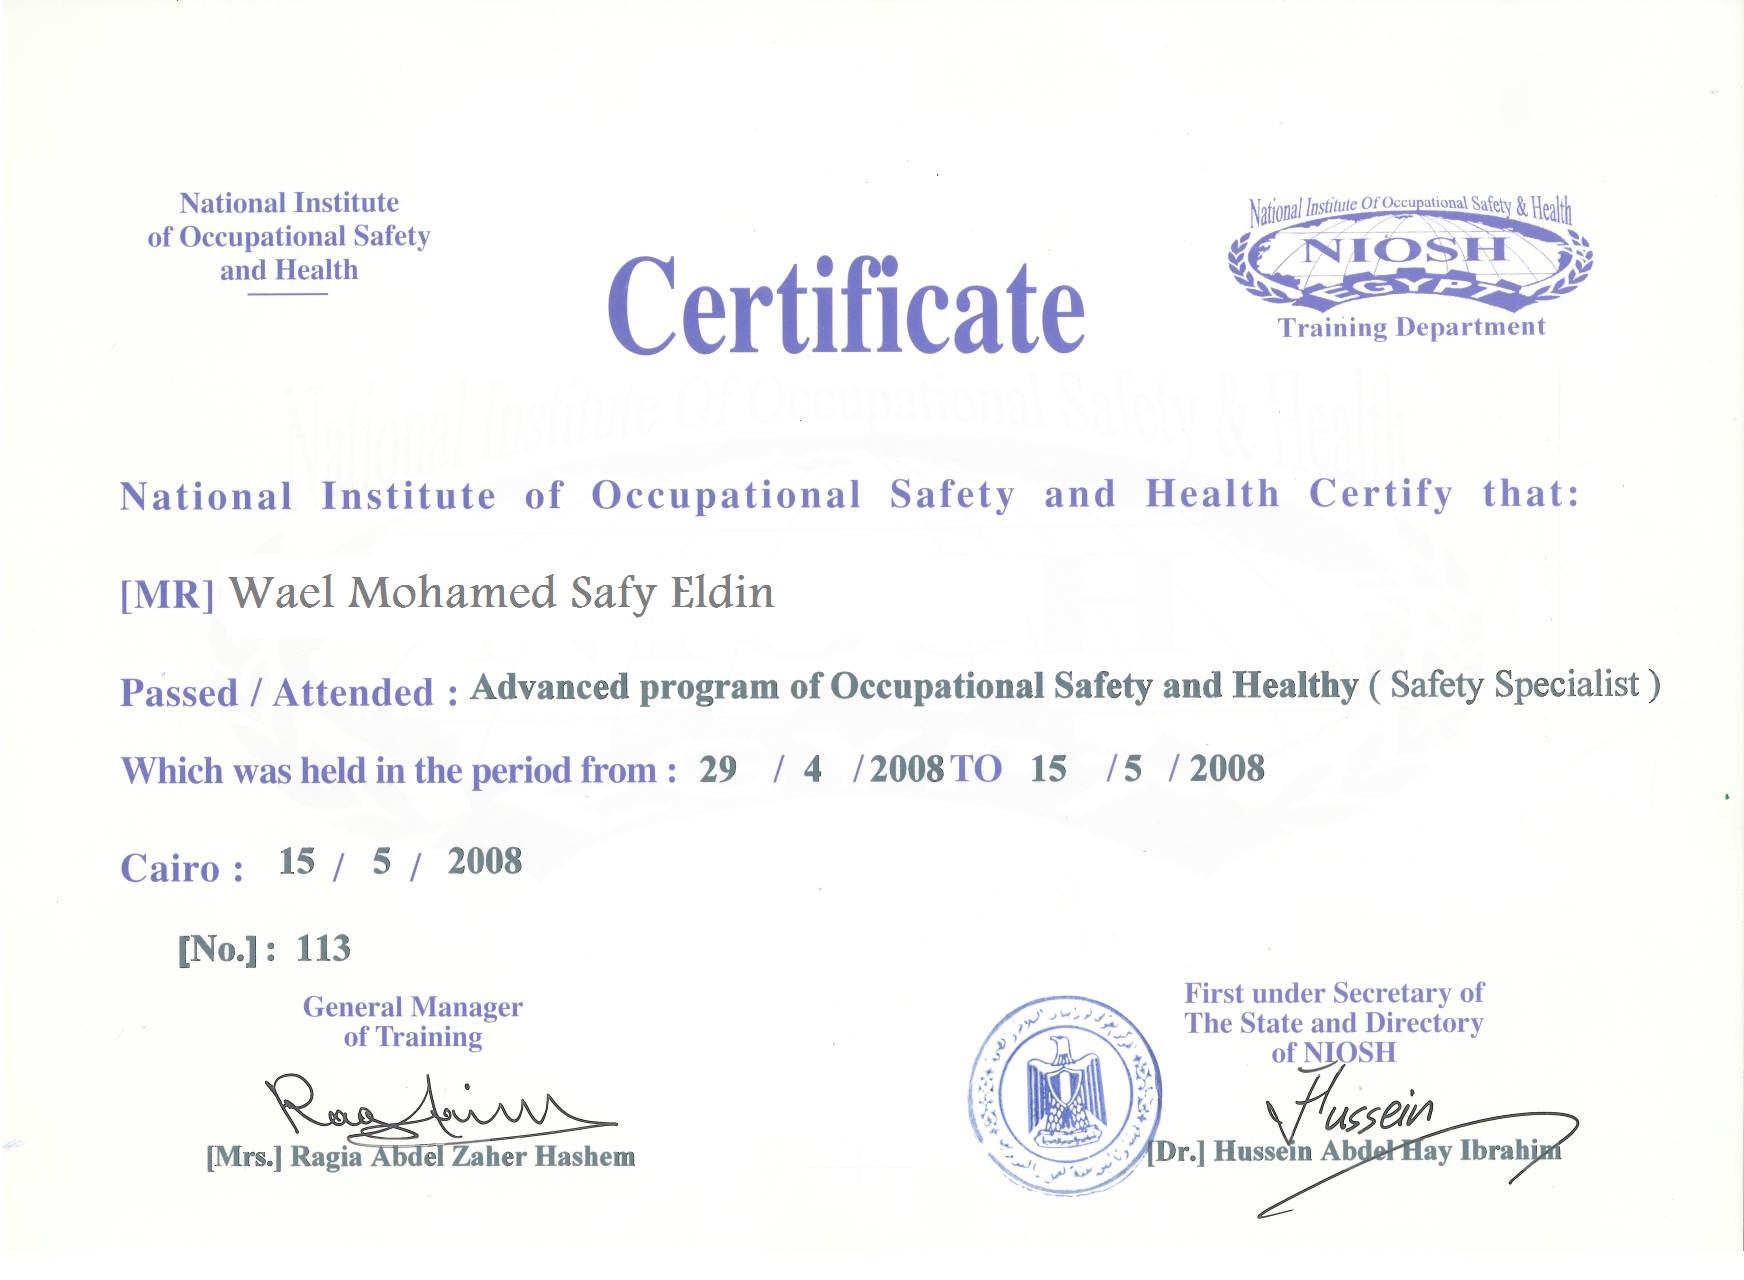 National Institute
of Occupational Safety
and Health
National Institute Of Occupational Safety & Health
NIOSH
EGYPT
Training Department
Certificate
National Institute Of Occupational Safety & Health
National Institute of Occupational Safety and Health Certify that:
[MR] Wael Mohamed Safy Eldin
Passed / Attended : Advanced program of Occupational Safety and Healthy ( Safety Specialist )
Which was held in the period from : 29 / 4 / 2008 TO 15 / 5 / 2008
Cairo : 15 / 5 / 2008
[No.] : 113
General Manager
of Training
[Mrs.] Ragia Abdel Zaher Hashem
First under Secretary of
The State and Directory
of NIOSH
Hussein
[Dr.] Hussein Abdel Hay Ibrahim